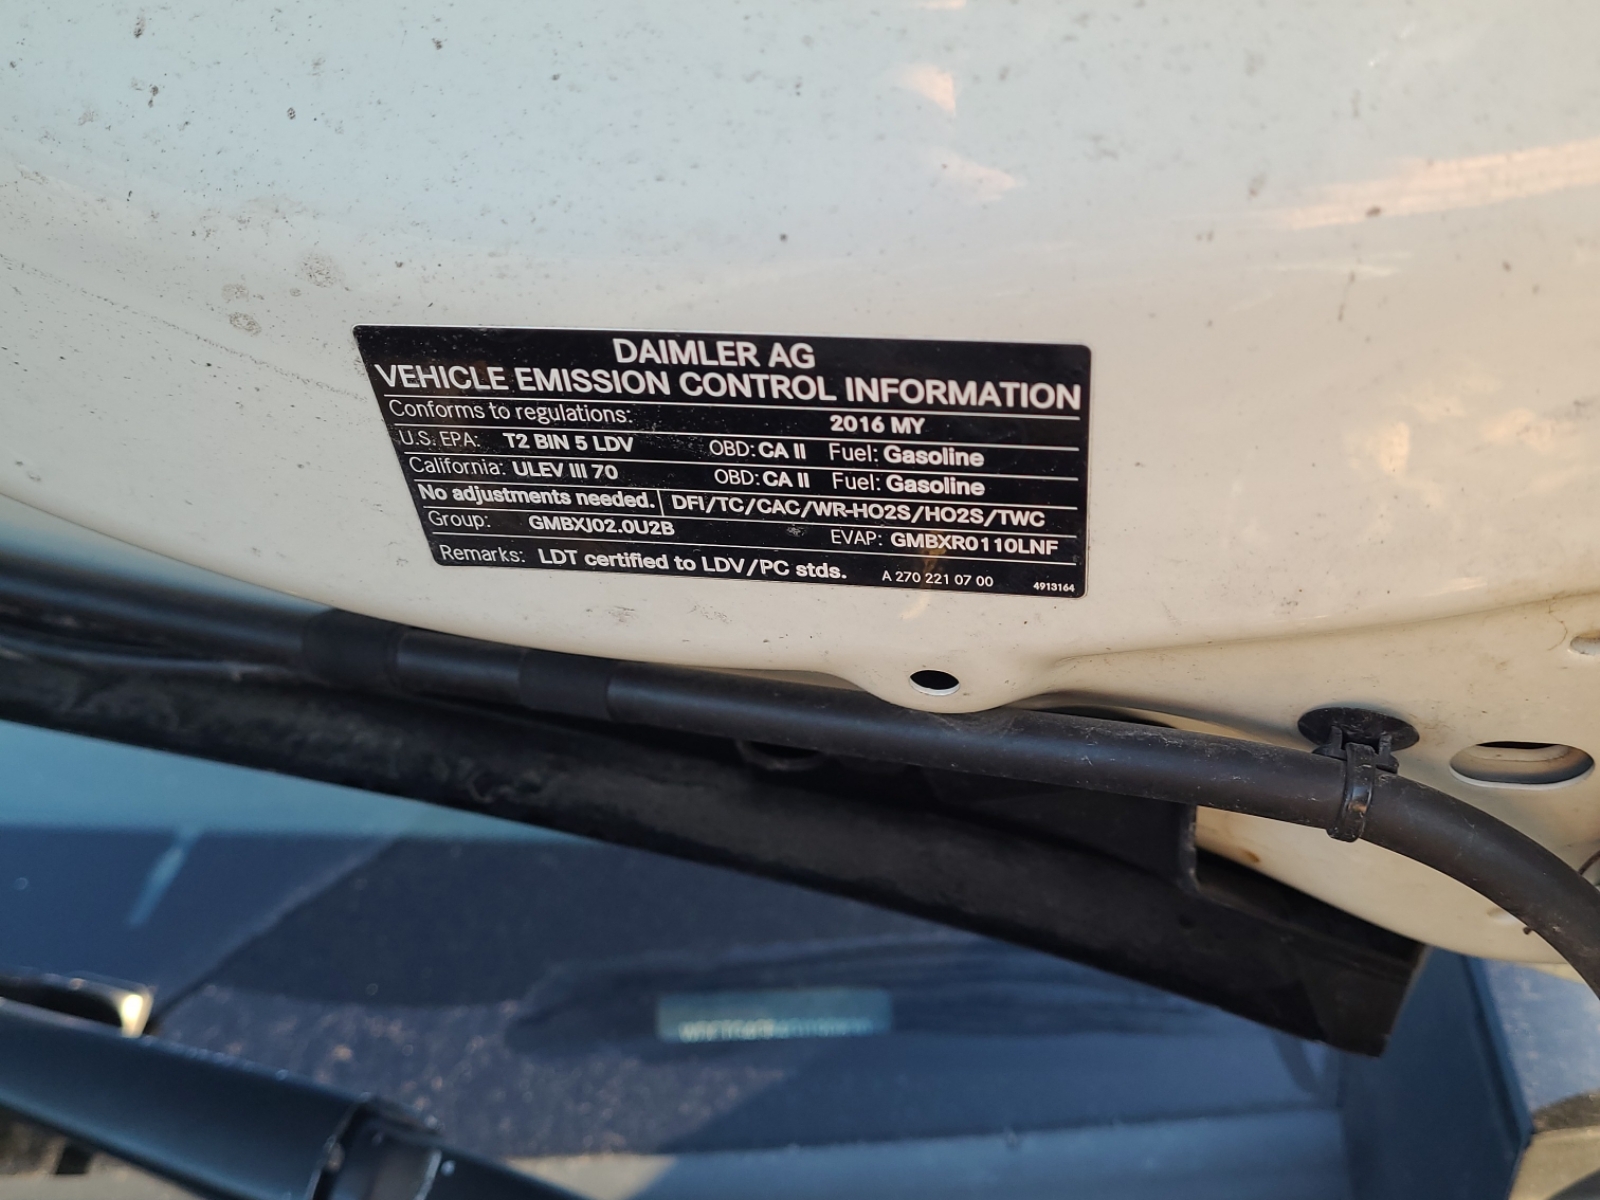 DAIMLER AG
VEHICLE EMISSION CONTROL INFORMATION
Conforms to regulations: 2016 MY
U.S. EPA: T2 BIN 5 LDV OBD: CA II Fuel: Gasoline
California: ULEV III 70 OBD: CA II Fuel: Gasoline
No adjustments needed. DFI/TC/CAC/WR-HO2S/HO2S/TWC
Group: GMBXJ02.0U2B EVAP: GMBXR0110LNF
Remarks: LDT certified to LDV/PC stds. A 270 221 07 00 4913164